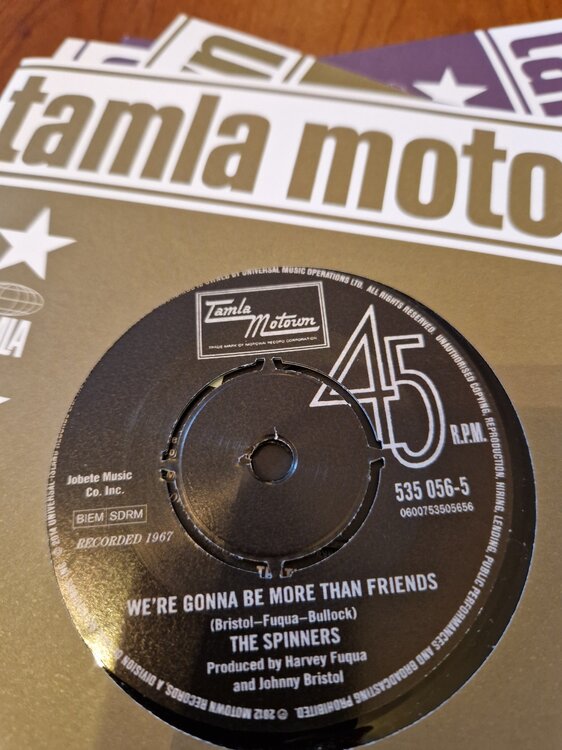 tamla moto
Tamla
Motown
TRADE MARK OF MOTOWN RECORD CORPORATION
45
R.P.M.
535 056-5
0600753505656
Jobete Music
Co. Inc.
BIEM SDRM
RECORDED 1967
WE'RE GONNA BE MORE THAN FRIENDS
(Bristol-Fuqua-Bullock)
THE SPINNERS
Produced by Harvey Fuqua
and Johnny Bristol
BY UNIVERSAL MUSIC OPERATIONS LTD. ALL RIGHTS RESERVED. UNAUTHORISED COPYING, REPRODUCTION, HIRING, LENDING, PUBLIC PERFORMANCES AND BROADCASTING PROHIBITED. ℗ 2012 MOTOWN RECORDS A DIVISION